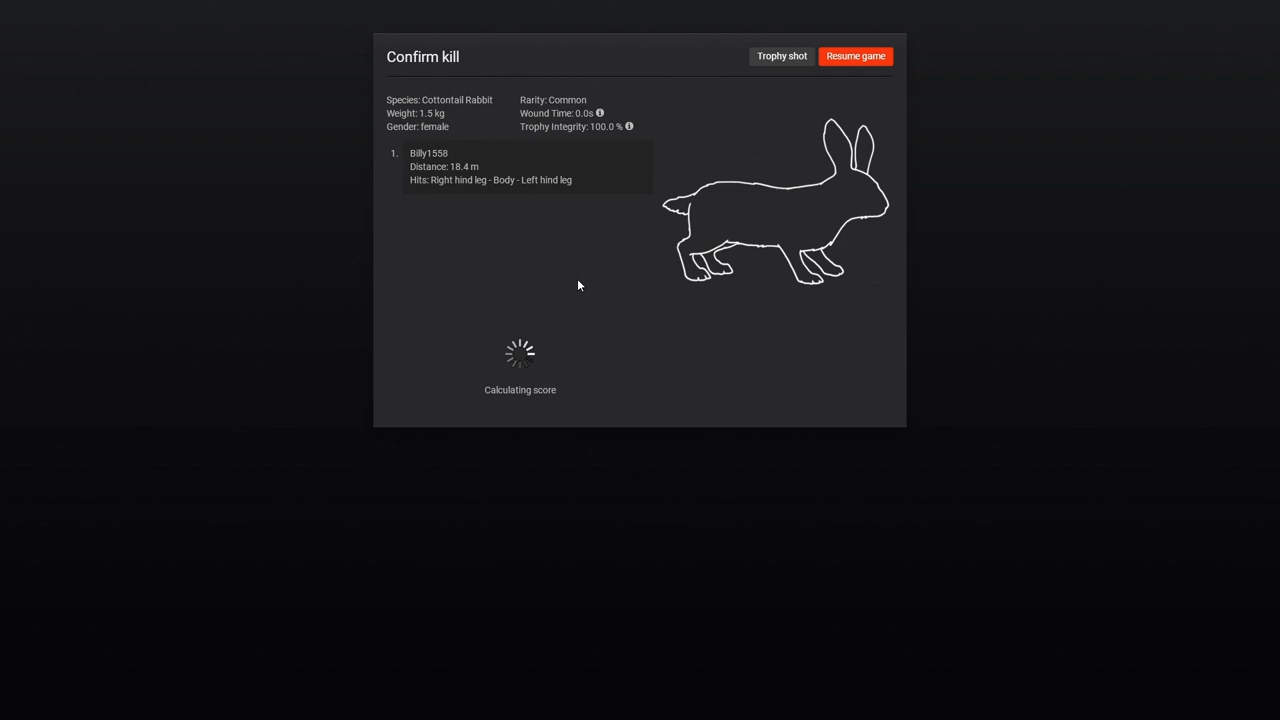 Confirm kill
Trophy shot
Resume game
Species: Cottontail Rabbit
Weight: 1.5 kg
Gender: female
Rarity: Common
Wound Time: 0.0s
Trophy Integrity: 100.0 %
1. Billy1558
Distance: 18.4 m
Hits: Right hind leg - Body - Left hind leg
Calculating score